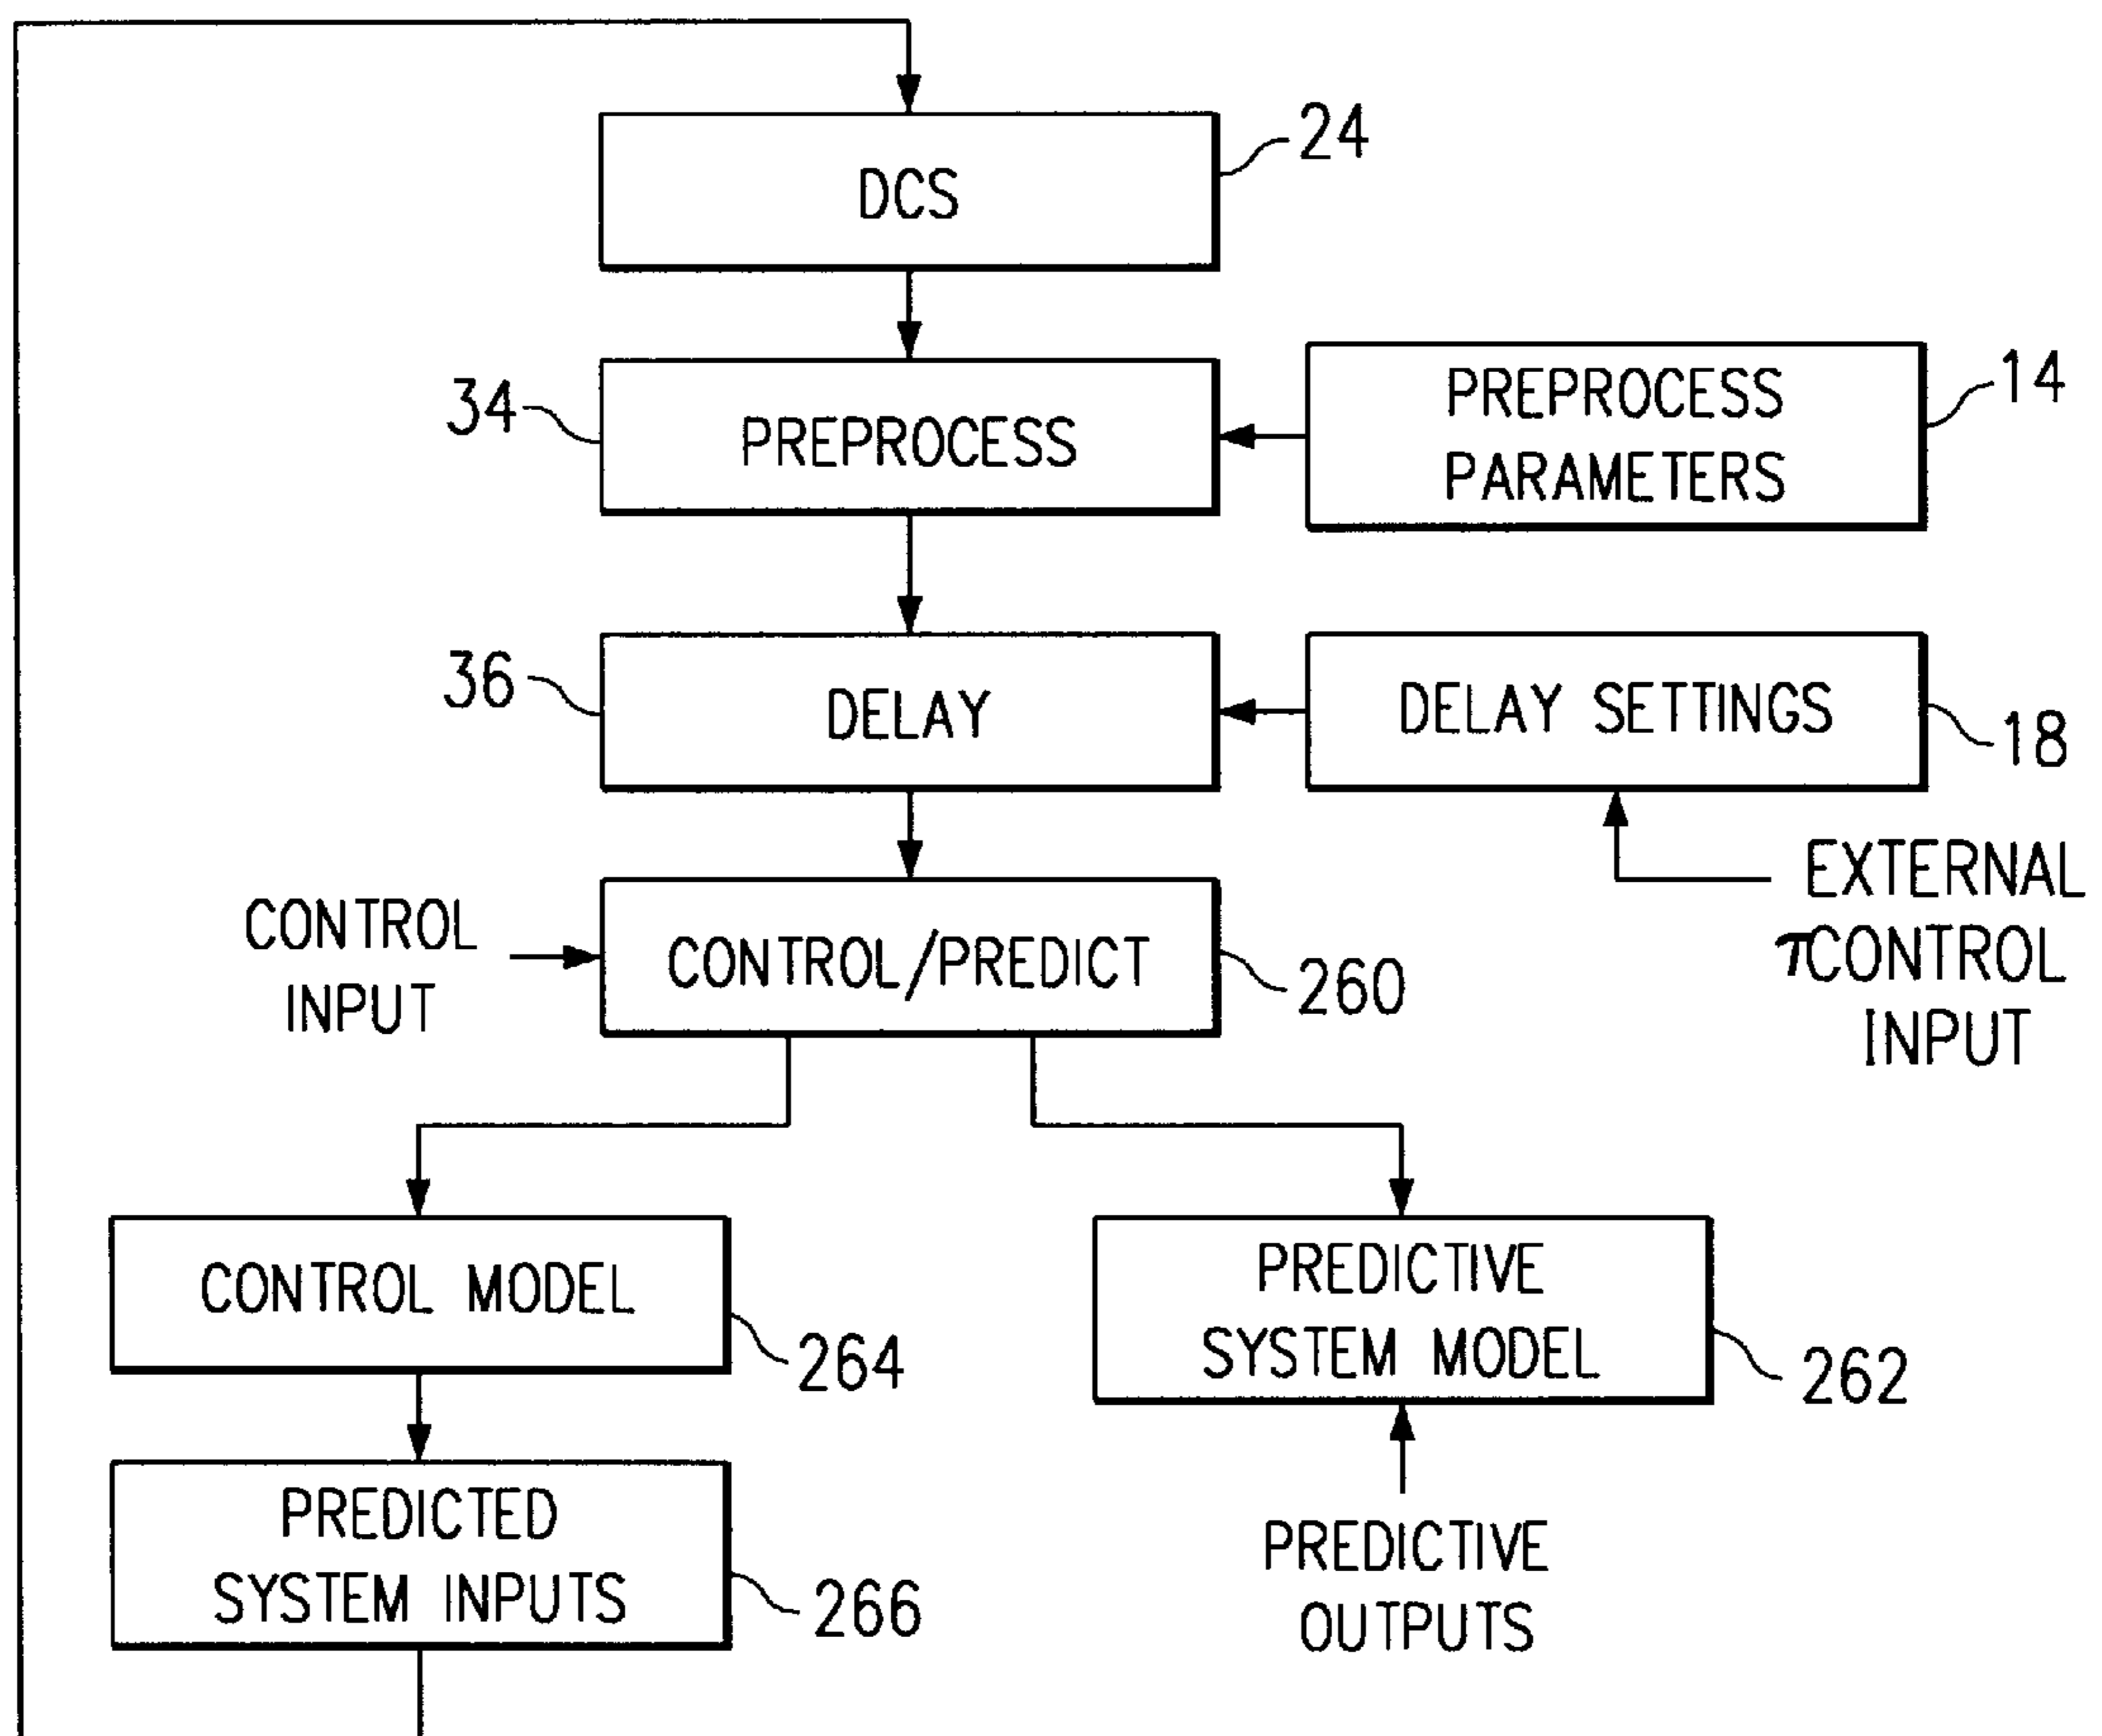 DCS
24
34
PREPROCESS
PREPROCESS
PARAMETERS
14
36
DELAY
DELAY SETTINGS
18
EXTERNAL
πCONTROL
INPUT
CONTROL
INPUT
CONTROL/PREDICT
260
CONTROL MODEL
264
PREDICTIVE
SYSTEM MODEL
262
PREDICTED
SYSTEM INPUTS
266
PREDICTIVE
OUTPUTS